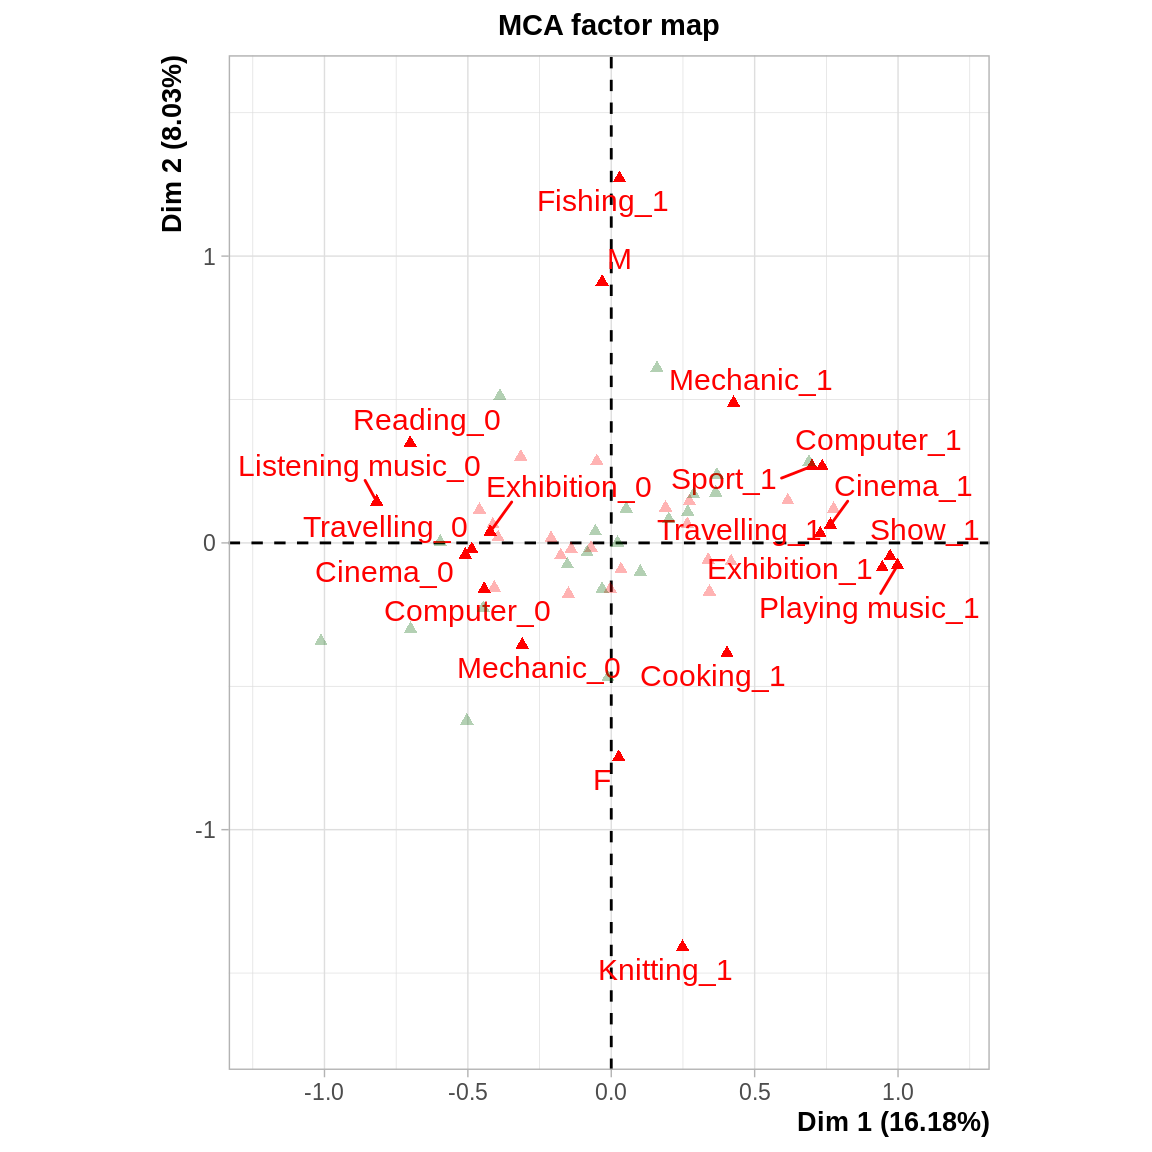 MCA factor map
Dim 2 (8.03%)
Fishing_1
1
M
Mechanic_1
Reading_0
Computer_1
Listening music_0
Sport_1
Exhibition_0
Cinema_1
Travelling_0
Travelling_1
Show_1
0
Cinema_0
Exhibition_1
Computer_0
Playing music_1
Mechanic_0
Cooking_1
F
-1
Knitting_1
-1.0 -0.5 0.0 0.5 1.0
Dim 1 (16.18%)